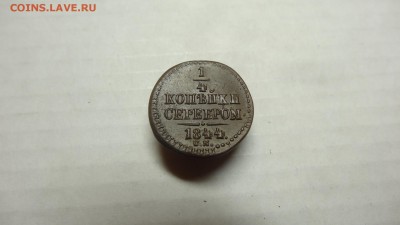 COINS.LAVE.RU
1
4.
КОПѢЙКИ
СЕРЕБРОМ
1844.
С.М.